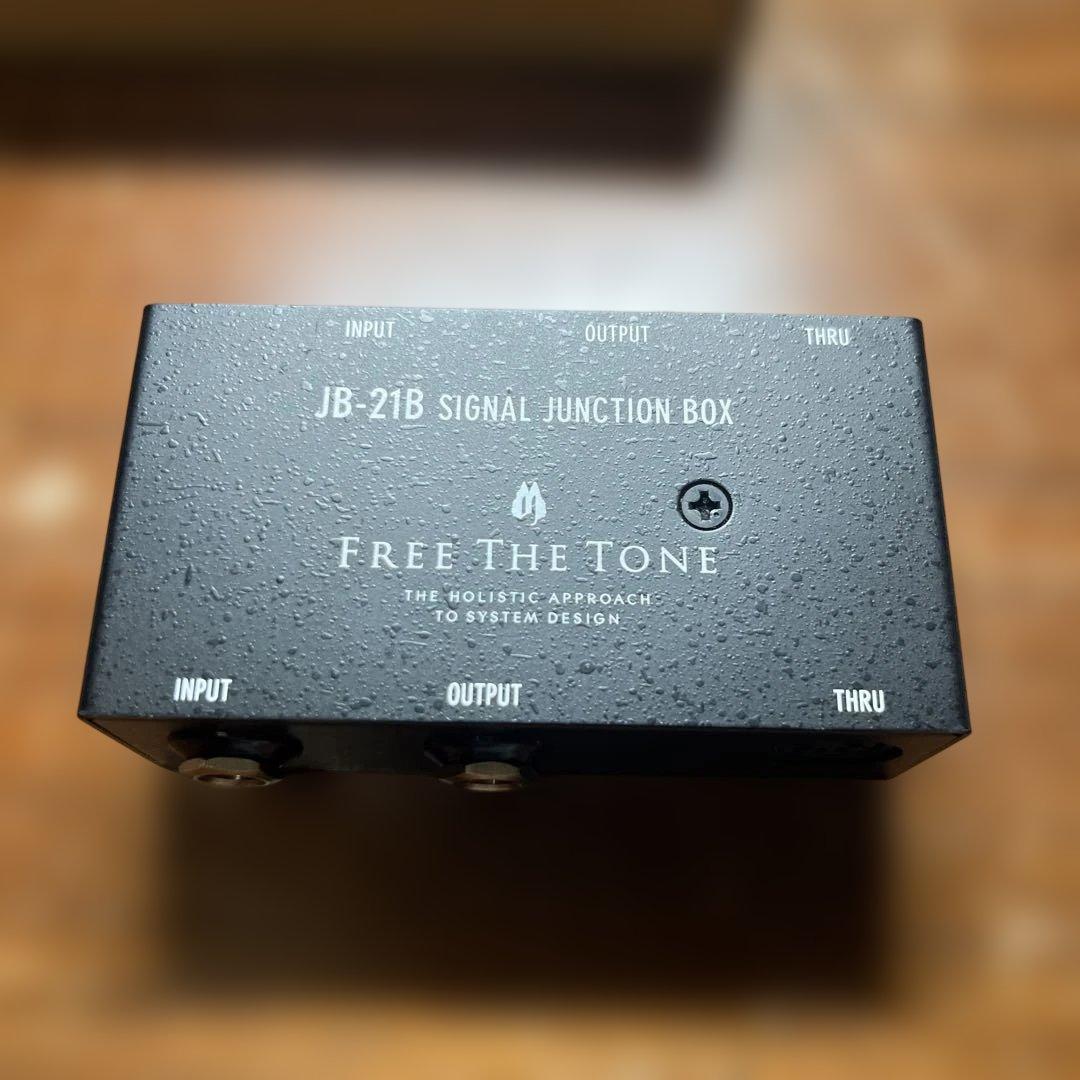 INPUT OUTPUT THRU
JB-21B SIGNAL JUNCTION BOX
FREE THE TONE
THE HOLISTIC APPROACH
TO SYSTEM DESIGN
INPUT OUTPUT THRU